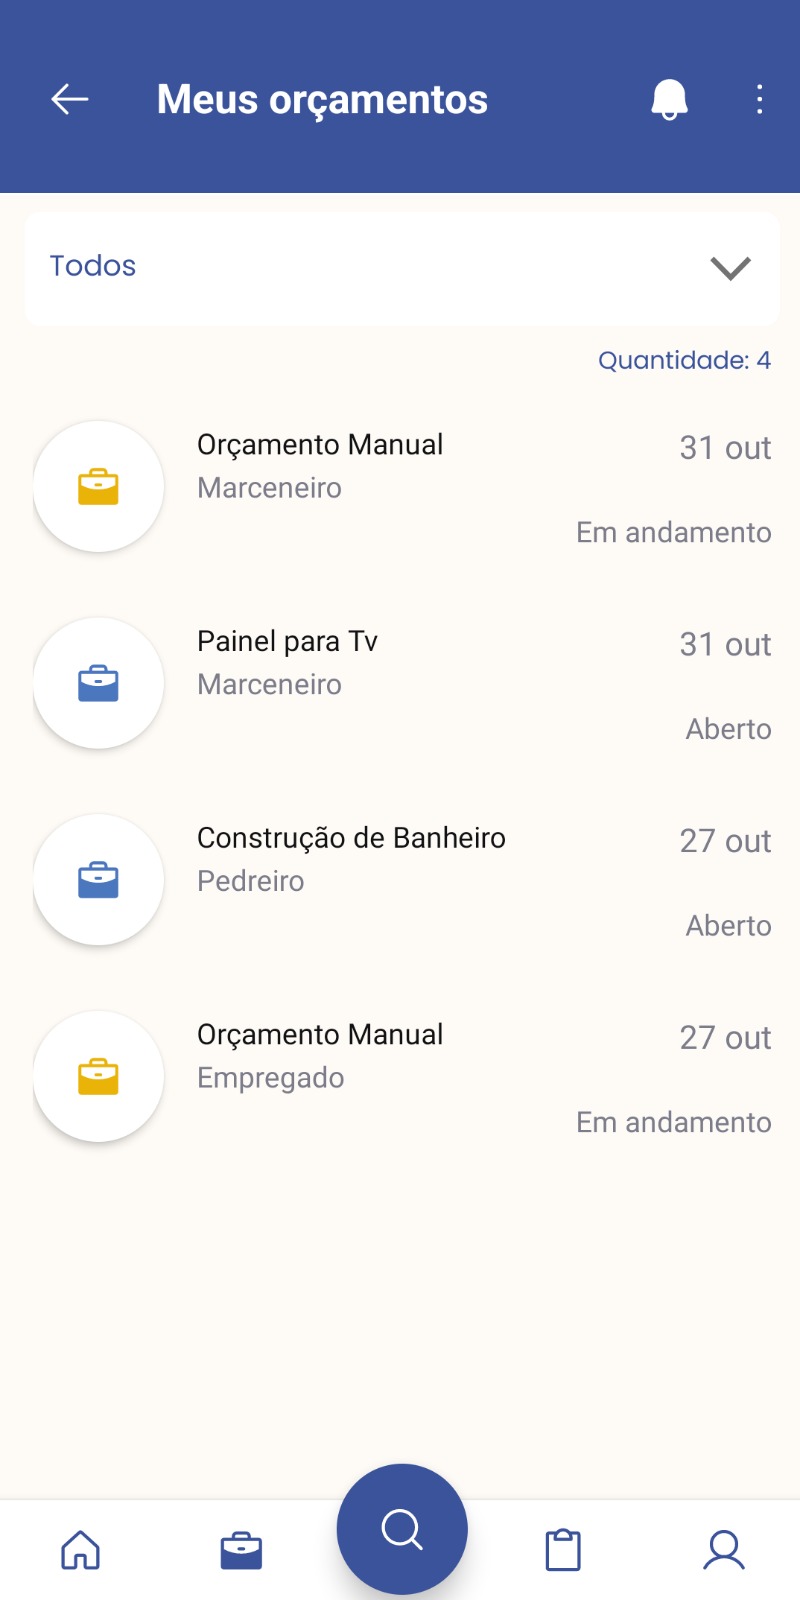 Meus orçamentos
Todos
Quantidade: 4
Orçamento Manual
31 out
Marceneiro
Em andamento
Painel para Tv
31 out
Marceneiro
Aberto
Construção de Banheiro
27 out
Pedreiro
Aberto
Orçamento Manual
27 out
Empregado
Em andamento